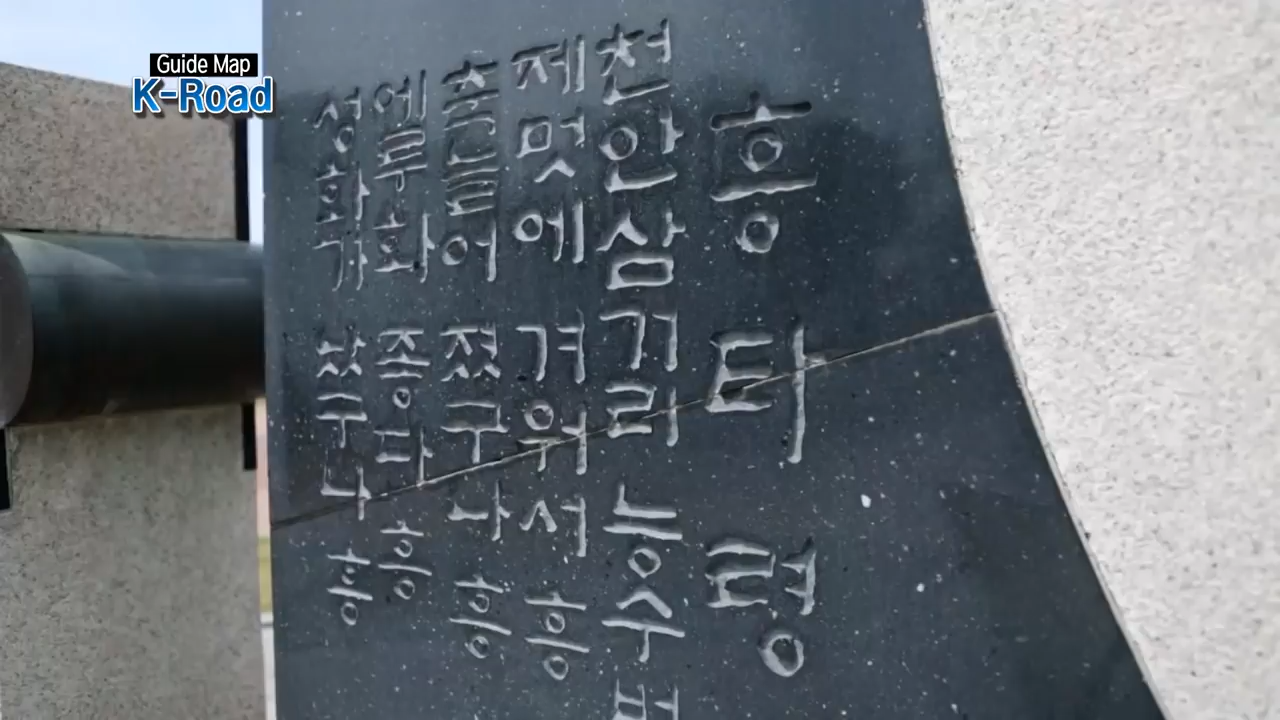 Guide Map
K-Road
흥타령
천안삼거리 능수
제멋에 겨워서 흥
축늘어 졌구나 흥
에루화 좋다 흥
성화가 났구나 흥